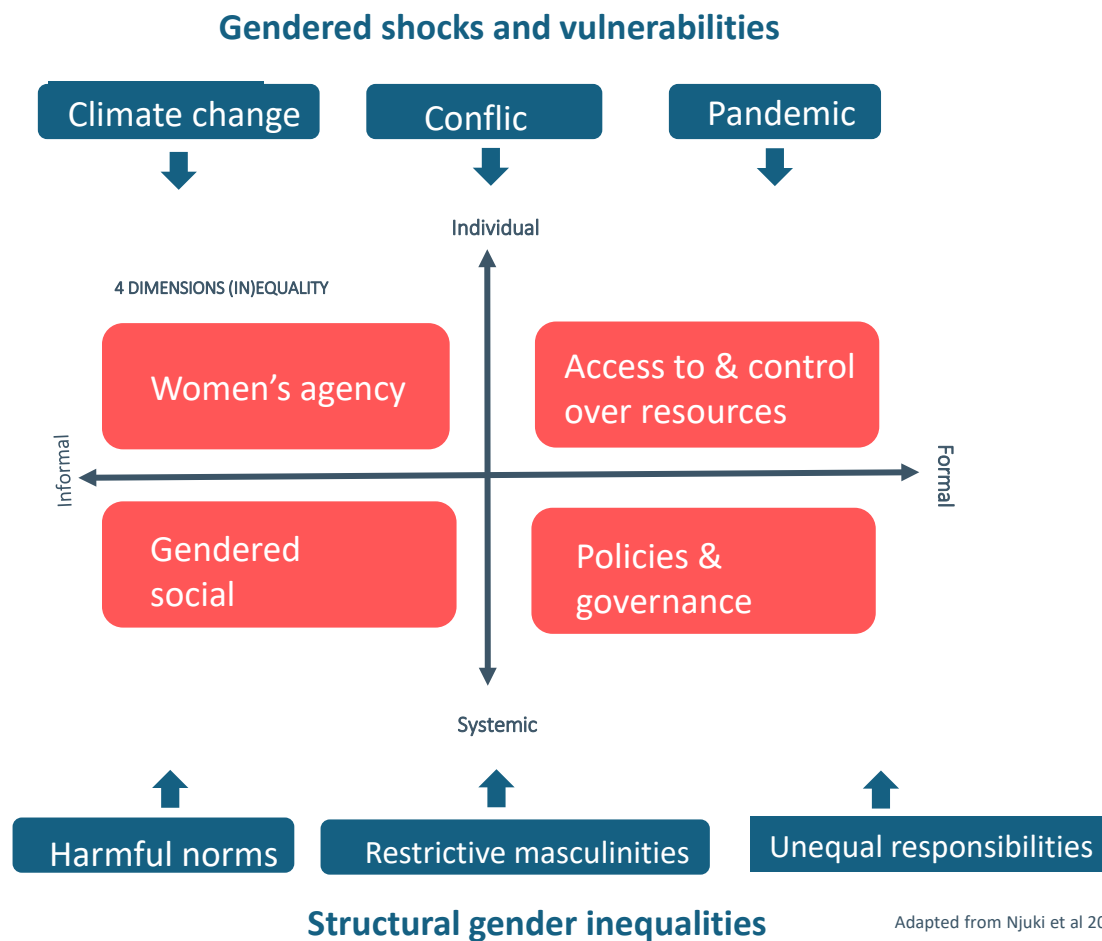 Gendered shocks and vulnerabilities
Climate change
Conflic
Pandemic
Individual
4 DIMENSIONS (IN)EQUALITY
Women’s agency
Access to & control
over resources
Informal
Formal
Gendered
social
Policies &
governance
Systemic
Harmful norms
Restrictive masculinities
Unequal responsibilities
Structural gender inequalities
Adapted from Njuki et al 20